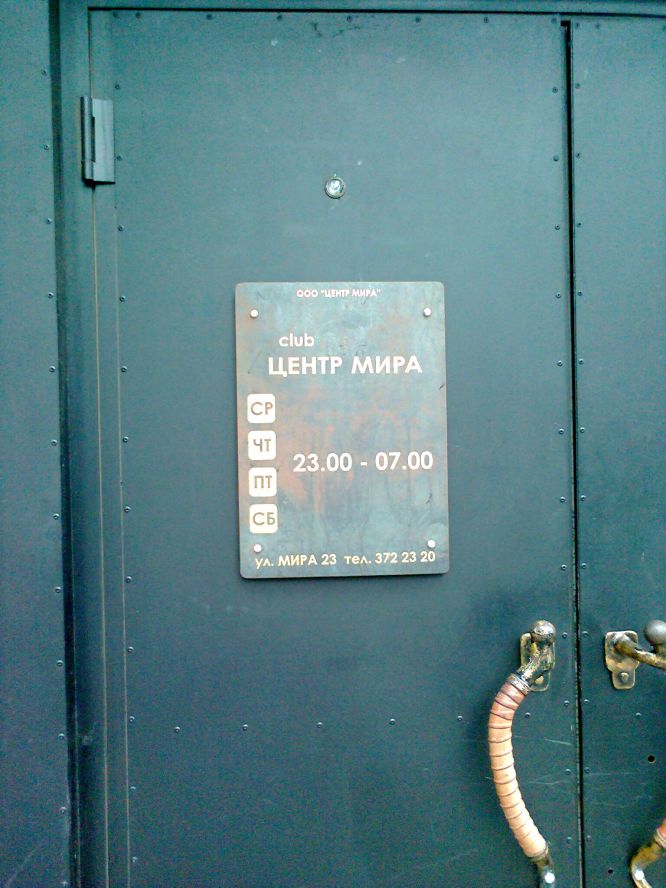 ООО "ЦЕНТР МИРА"
club
ЦЕНТР МИРА
СР
ЧТ
23.00 - 07.00
ПТ
СБ
ул. МИРА 23 тел. 372 23 20